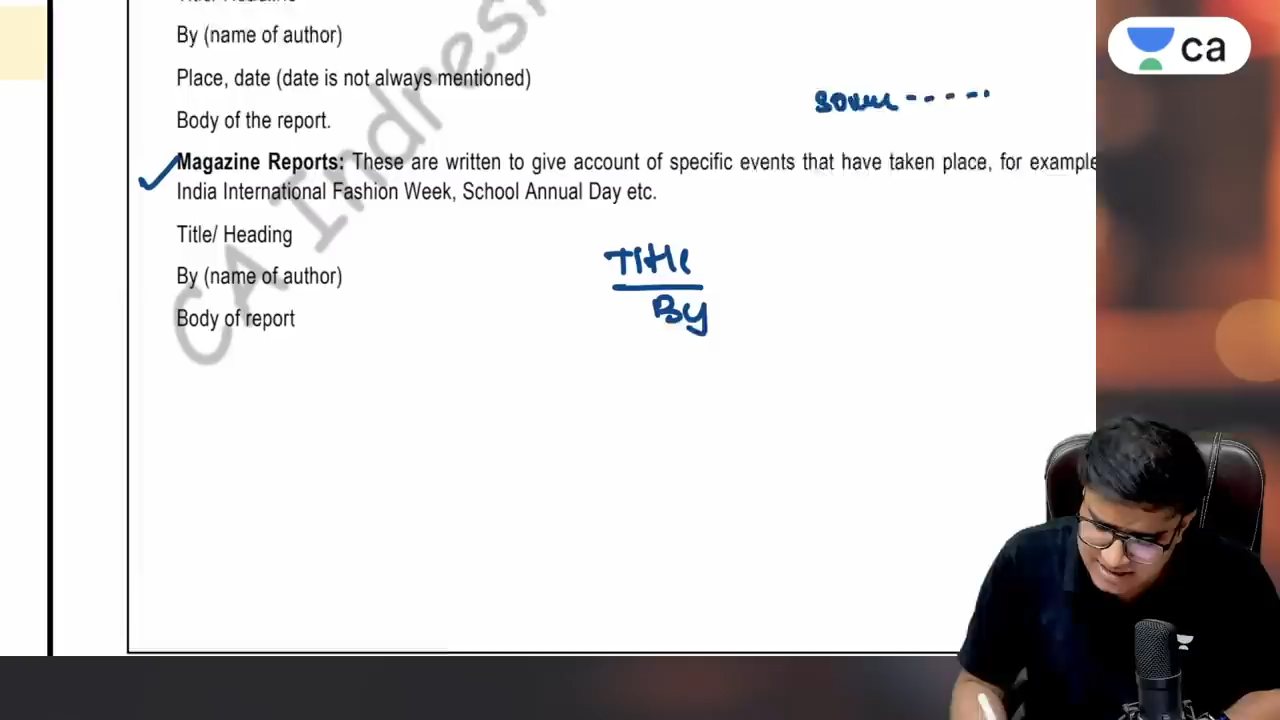 By (name of author)
Place, date (date is not always mentioned)
Body of the report.
Magazine Reports: These are written to give account of specific events that have taken place, for example
India International Fashion Week, School Annual Day etc.
Title/ Heading
By (name of author)
Body of report
Title
By
CA Indres
ca